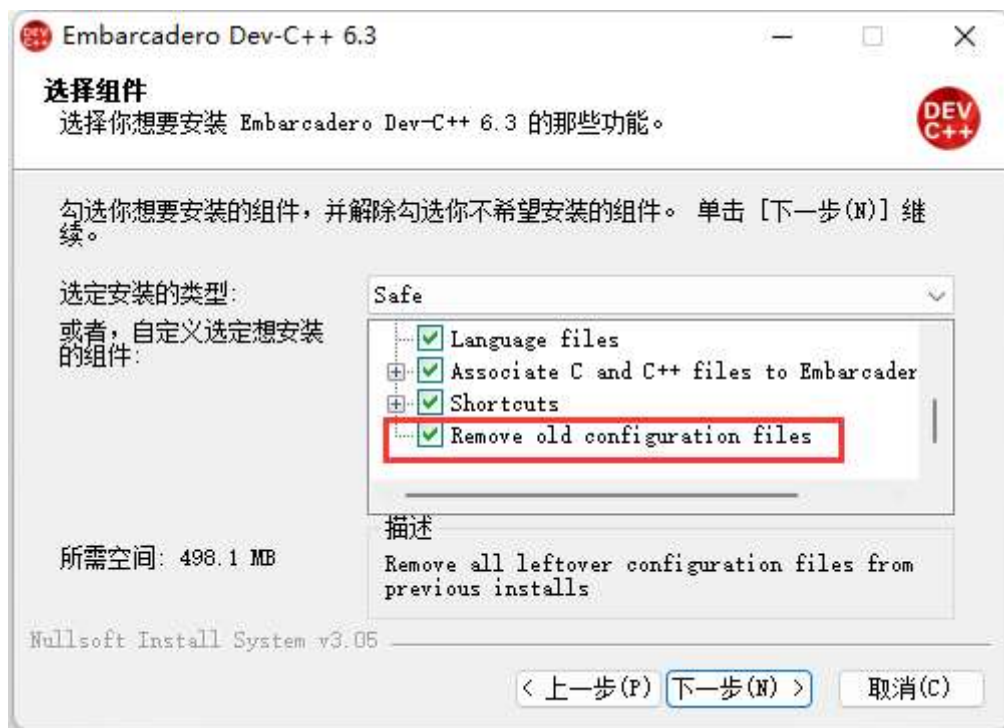 Embarcadero Dev-C++ 6.3
选择组件
选择你想要安装 Embarcadero Dev-C++ 6.3 的那些功能。
DEV
C++
勾选你想要安装的组件，并解除勾选你不希望安装的组件。 单击 [下一步(N)] 继
续。
选定安装的类型:
Safe
或者，自定义选定想安装
的组件:
Language files
Associate C and C++ files to Embarcader
Shortcuts
Remove old configuration files
描述
所需空间: 498.1 MB
Remove all leftover configuration files from
previous installs
Nullsoft Install System v3.05
< 上一步(P)
下一步(N) >
取消(C)